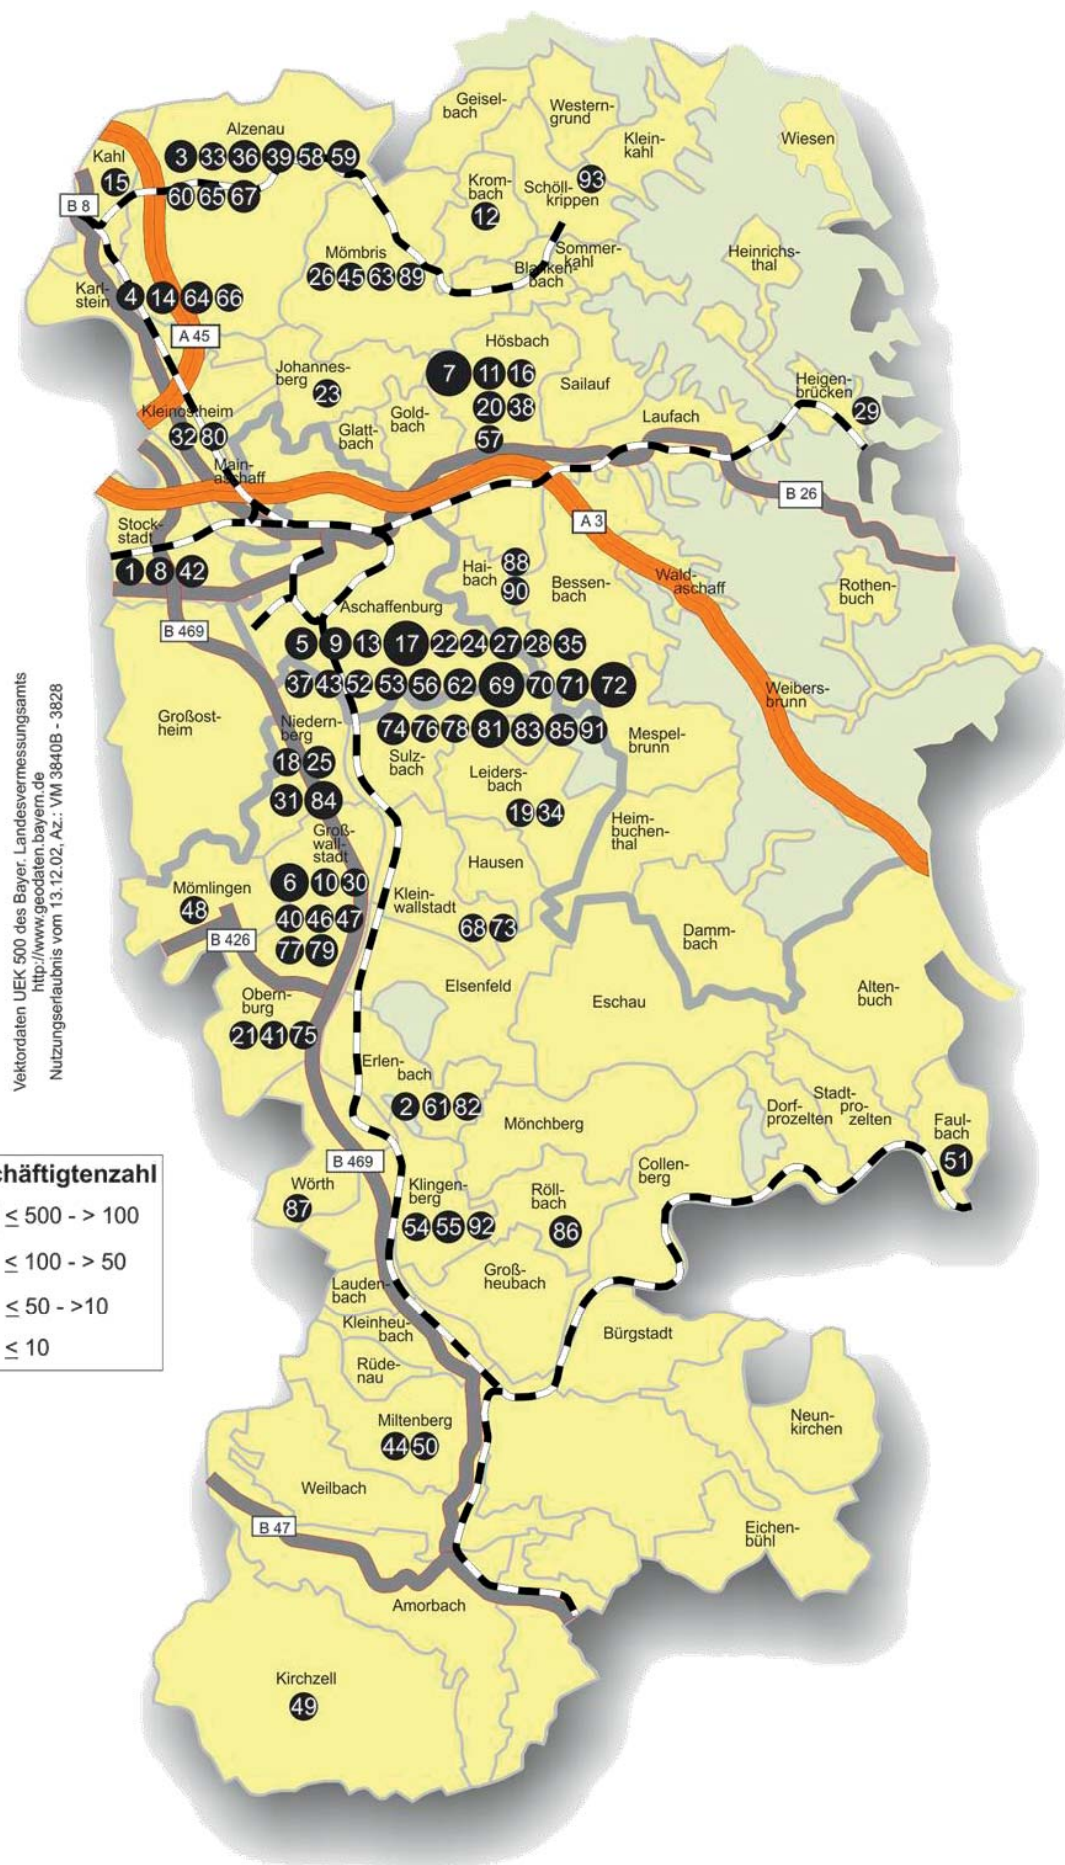 Geisel-
bach
Western-
grund
Klein-
kahl
Wiesen
Alzenau
3 33 36 39 58 59
60 65 67
Kahl
15
B 8
Krom-
bach
12
Schöll-
krippen
93
Mömbris
26 45 63 89
Sommer-
kahl
Blanken-
bach
Heinrichs-
thal
Karl-
stein
4 14 64 66
A 45
Hösbach
7 11 16
20 38
57
Johannes-
berg
23
Sailauf
Heigen-
brücken
29
Kleinostheim
32 80
Glatt-
bach
Gold-
bach
Laufach
Main-
aschaff
B 26
A 3
Stock-
stadt
1 8 42
Hai-
bach
88
90
Bessen-
bach
Wald-
aschaff
Rothen-
buch
B 469
Aschaffenburg
5 9 13 17 22 24 27 28 35
37 43 52 53 56 62 69 70 71 72
74 76 78 81 83 85 91
Weibers-
brunn
Großost-
heim
Niedern-
berg
18 25
31 84
Sulz-
bach
Mespel-
brunn
Leiders-
bach
19 34
Heim-
buchen-
thal
Groß-
wall-
stadt
6 10 30
40 46 47
77 79
Hausen
Mömlingen
48
B 426
Klein-
wallstadt
68 73
Damm-
bach
Obern-
burg
21 41 75
Elsenfeld
Eschau
Alten-
buch
Erlen-
bach
2 61 82
Mönchberg
Dorf-
prozelten
Stadt-
pro-
zelten
Faul-
bach
51
B 469
Wörth
87
Klingen-
berg
54 55 92
Röll-
bach
86
Collen-
berg
Groß-
heubach
Lauden-
bach
Kleinheu-
bach
Bürgstadt
Rüde-
nau
Miltenberg
44 50
Neun-
kirchen
Weilbach
B 47
Eichen-
bühl
Amorbach
Kirchzell
49
Vektordaten UEK 500 des Bayer. Landesvermessungsamts
http://www.geodaten.bayern.de
Nutzungserlaubnis vom 13.12.02, Az.: VM 3840B - 3828
häftigtenzahl
≤ 500 - > 100
≤ 100 - > 50
≤ 50 - >10
≤ 10